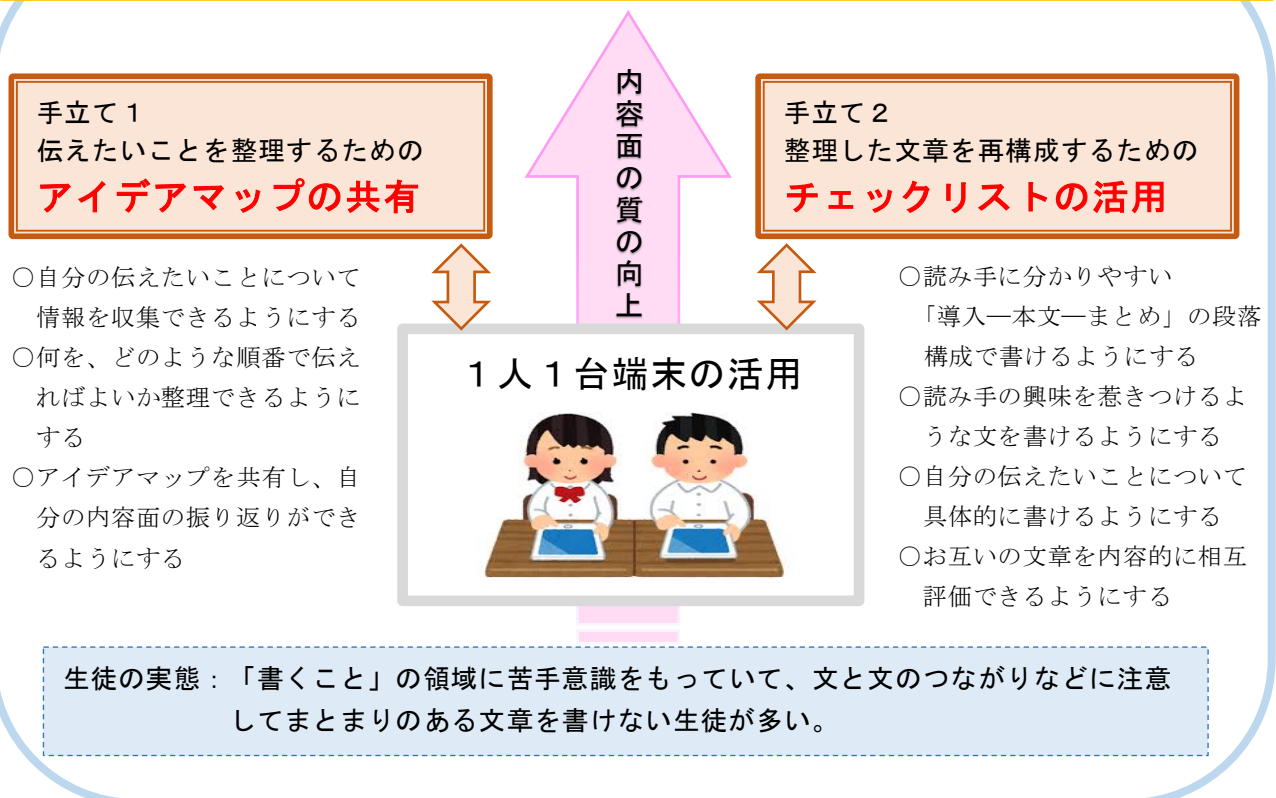 手立て１
伝えたいことを整理するための
アイデアマップの共有
○自分の伝えたいことについて
情報を収集できるようにする
○何を、どのような順番で伝え
ればよいか整理できるように
する
○アイデアマップを共有し、自
分の内容面の振り返りができ
るようにする
内容面の質の向上
１人１台端末の活用
手立て２
整理した文章を再構成するための
チェックリストの活用
○読み手に分かりやすい
「導入―本文―まとめ」の段落
構成で書けるようにする
○読み手の興味を惹きつけるよ
うな文を書けるようにする
○自分の伝えたいことについて
具体的に書けるようにする
○お互いの文章を内容的に相互
評価できるようにする
生徒の実態：「書くこと」の領域に苦手意識をもっていて、文と文のつながりなどに注意
してまとまりのある文章を書けない生徒が多い。